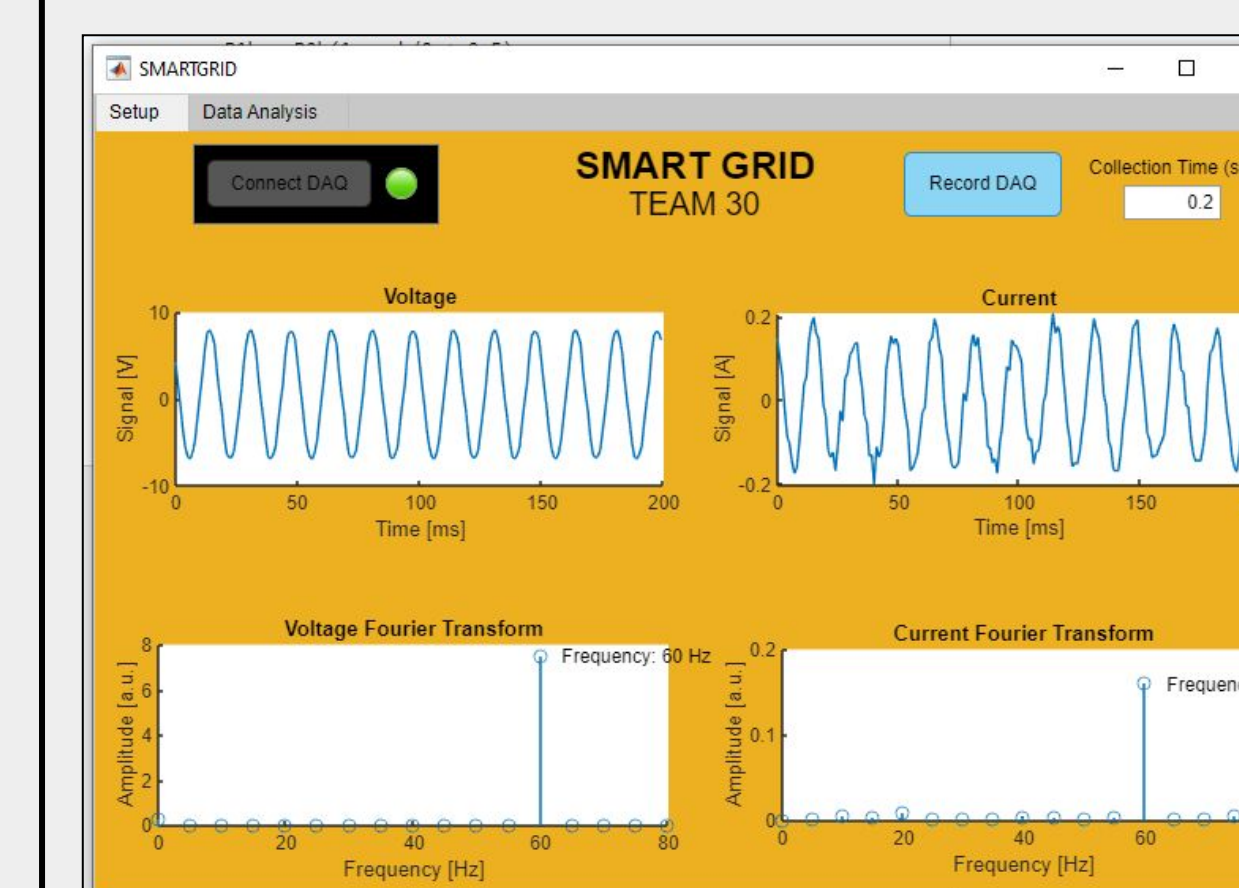 SMARTGRID
Setup Data Analysis
Connect DAQ
SMART GRID
TEAM 30
Record DAQ
Collection Time (s
0.2
Voltage
10
0
-10
Signal [V]
0 50 100 150 200
Time [ms]
Current
0.2
0
-0.2
Signal [A]
0 50 100 150
Time [ms]
Voltage Fourier Transform
8
6
4
2
0
Amplitude [a.u.]
Frequency: 60 Hz
0 20 40 60 80
Frequency [Hz]
Current Fourier Transform
0.2
0.1
0
Amplitude [a.u.]
Frequen
0 20 40 60
Frequency [Hz]